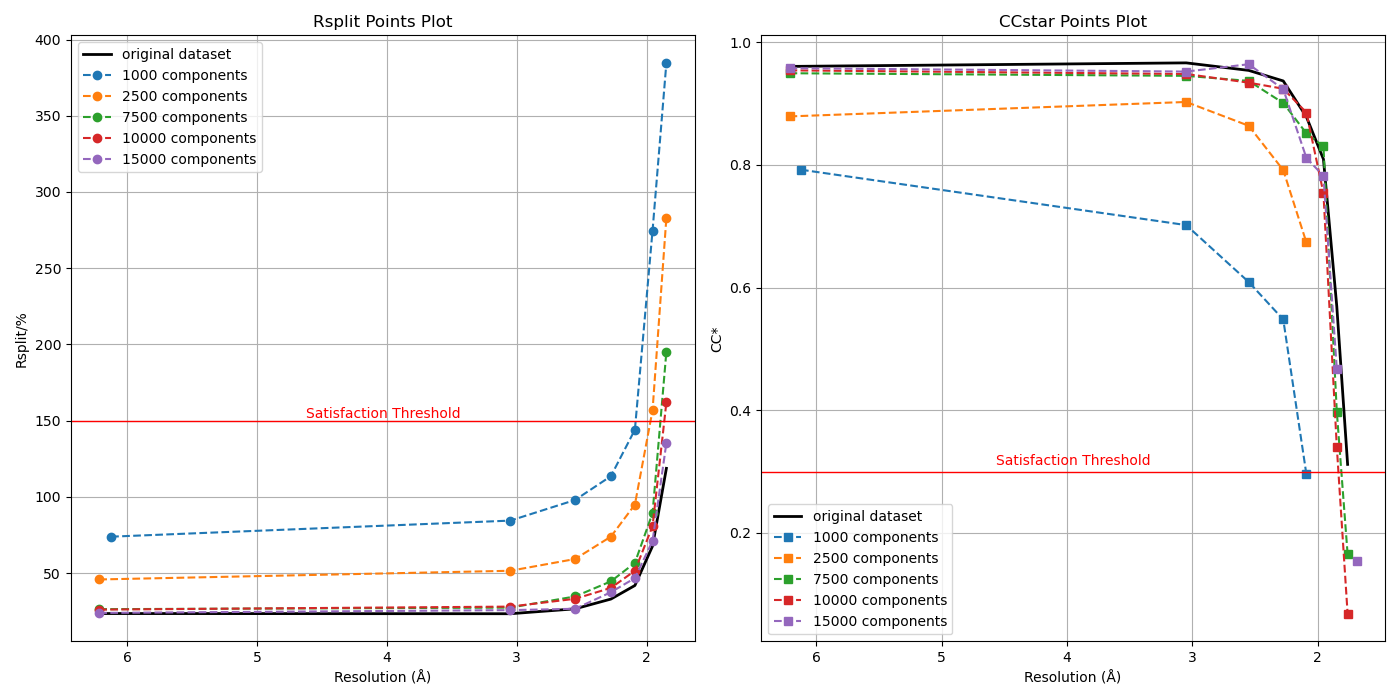 Rsplit Points Plot
400
350
300
250
200
150
100
50
Rsplit/%
original dataset
1000 components
2500 components
7500 components
10000 components
15000 components
Satisfaction Threshold
6
5
4
3
2
Resolution (Å)
CCstar Points Plot
1.0
0.8
0.6
0.4
0.2
CC*
Satisfaction Threshold
original dataset
1000 components
2500 components
7500 components
10000 components
15000 components
6
5
4
3
2
Resolution (Å)